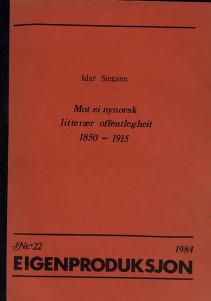 Idar Stegane
Mot ei nynorsk
litterær offentlegheit
1850 - 1915
Nr. 22
1984
EIGENPRODUKSJON